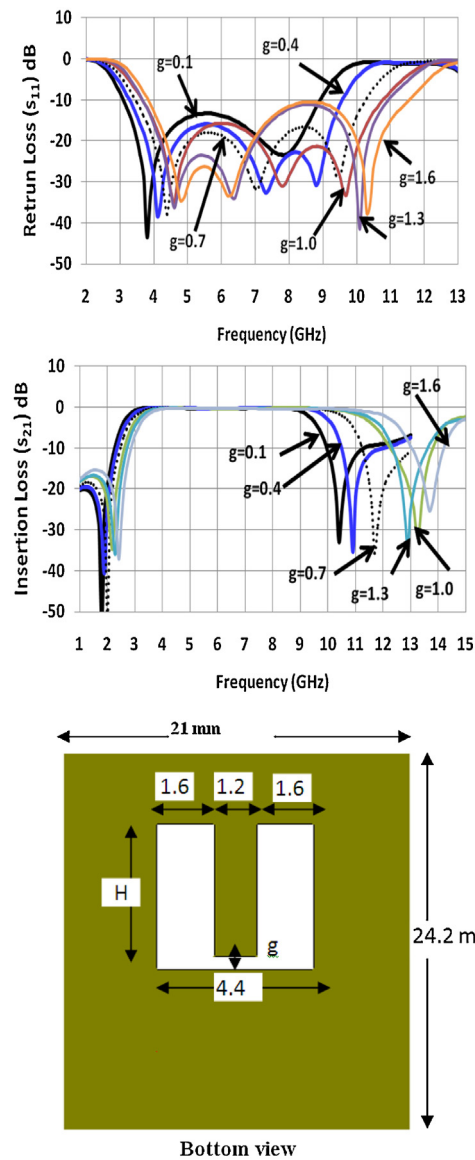 Retrun Loss (s11) dB
10
0
-10
-20
-30
-40
-50
g=0.1
g=0.4
g=0.7
g=1.0
g=1.3
g=1.6
2 3 4 5 6 7 8 9 10 11 12 13
Frequency (GHz)
Insertion Loss (s21) dB
10
0
-10
-20
-30
-40
-50
g=0.1
g=0.4
g=0.7
g=1.3
g=1.0
g=1.6
1 2 3 4 5 6 7 8 9 10 11 12 13 14 15
Frequency (GHz)
21 mm
1.6 1.2 1.6
H
g
4.4
24.2 m
Bottom view